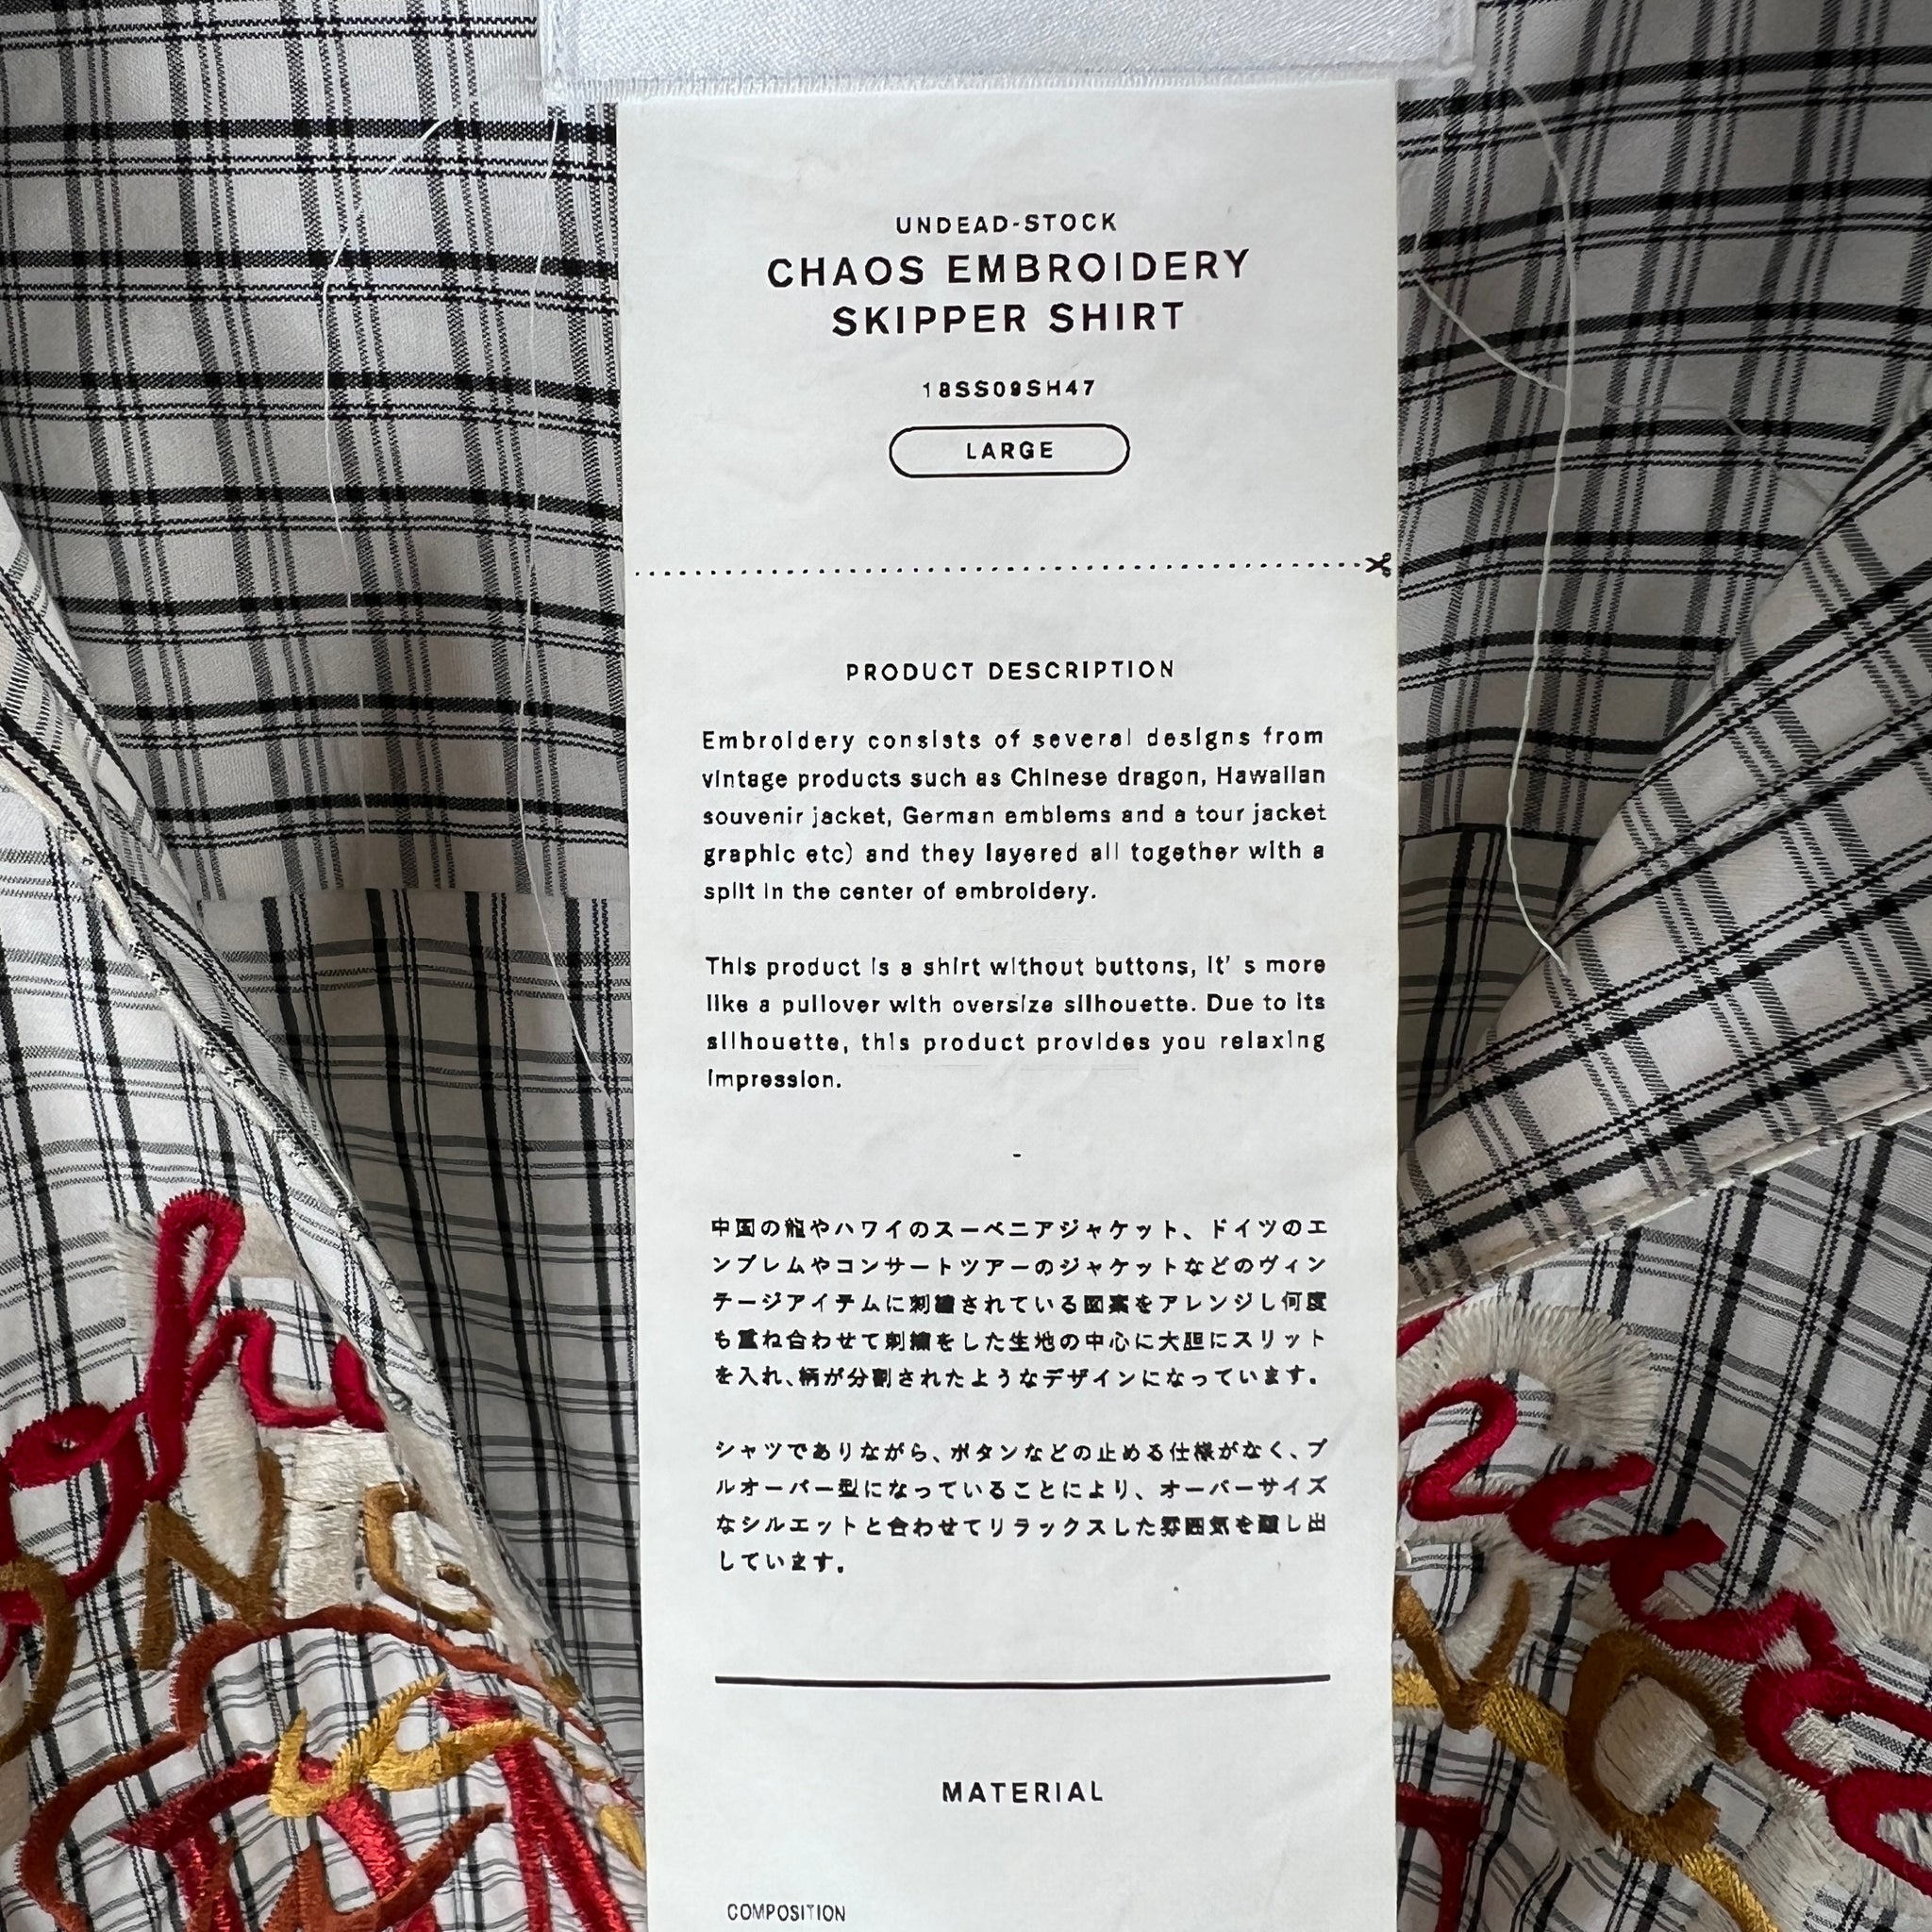 UNDEAD-STOCK
CHAOS EMBROIDERY
SKIPPER SHIRT
18SS09SH47
LARGE
PRODUCT DESCRIPTION
Embroidery consists of several designs from
vintage products such as Chinese dragon, Hawaiian
souvenir jacket, German emblems and a tour jacket
graphic etc) and they layered all together with a
split in the center of embroidery.
This product is a shirt without buttons, it' s more
like a pullover with oversize silhouette. Due to its
silhouette, this product provides you relaxing
impression.
-
中国の龍やハワイのスーベニアジャケット、ドイツのエ
ンブレムやコンサートツアーのジャケットなどのヴィン
テージアイテムに刺繍されている図案をアレンジし何度
も重ね合わせて刺繍をした生地の中心に大胆にスリット
を入れ、柄が分割されたようなデザインになっています。
シャツでありながら、ボタンなどの止める仕様がなく、プ
ルオーバー型になっていることにより、オーバーサイズ
なシルエットと合わせてリラックスした雰囲気を醸し出
しています。
MATERIAL
COMPOSITION